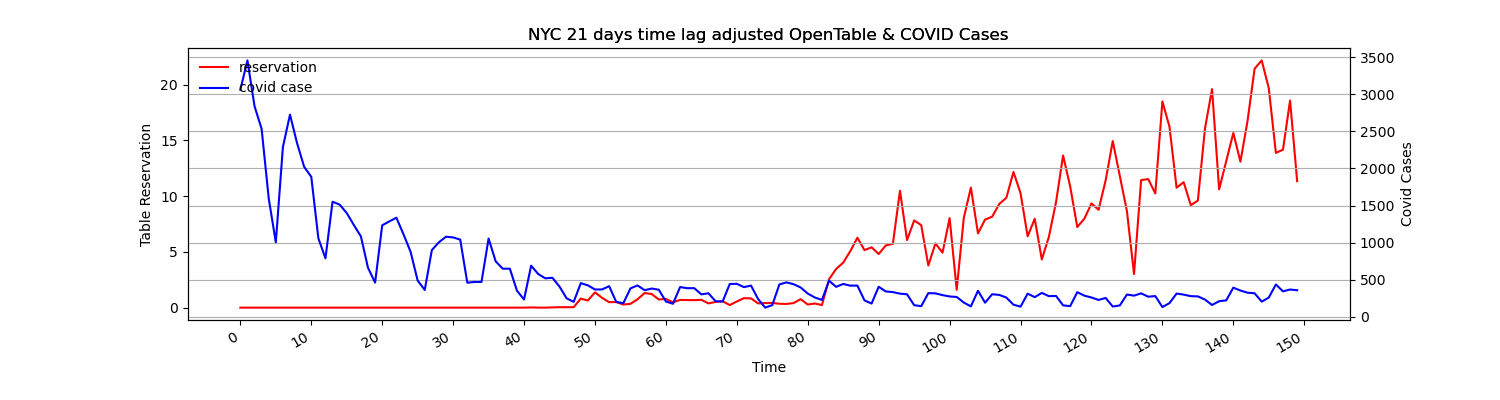 NYC 21 days time lag adjusted OpenTable & COVID Cases
reservation
covid case
Table Reservation
20
15
10
5
0
3500
3000
2500
2000
1500
1000
500
0
Covid Cases
0 10 20 30 40 50 60 70 80 90 100 110 120 130 140 150
Time